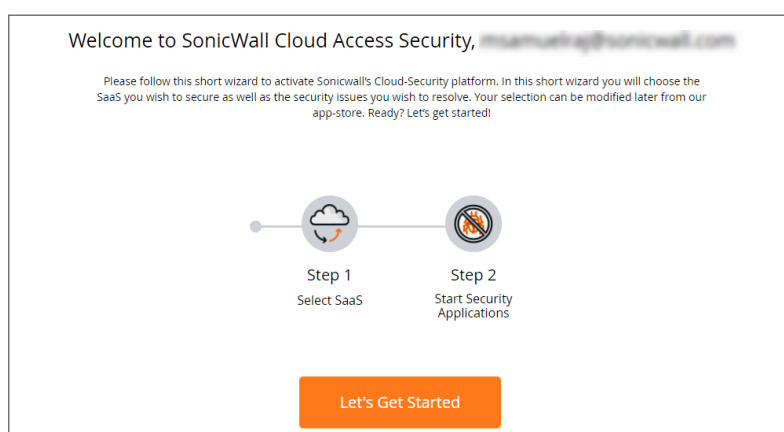 Welcome to SonicWall Cloud Access Security,
Please follow this short wizard to activate Sonicwall's Cloud-Security platform. In this short wizard you will choose the
SaaS you wish to secure as well as the security issues you wish to resolve. Your selection can be modified later from our
app-store. Ready? Let's get started!
Step 1
Select SaaS
Step 2
Start Security
Applications
Let's Get Started